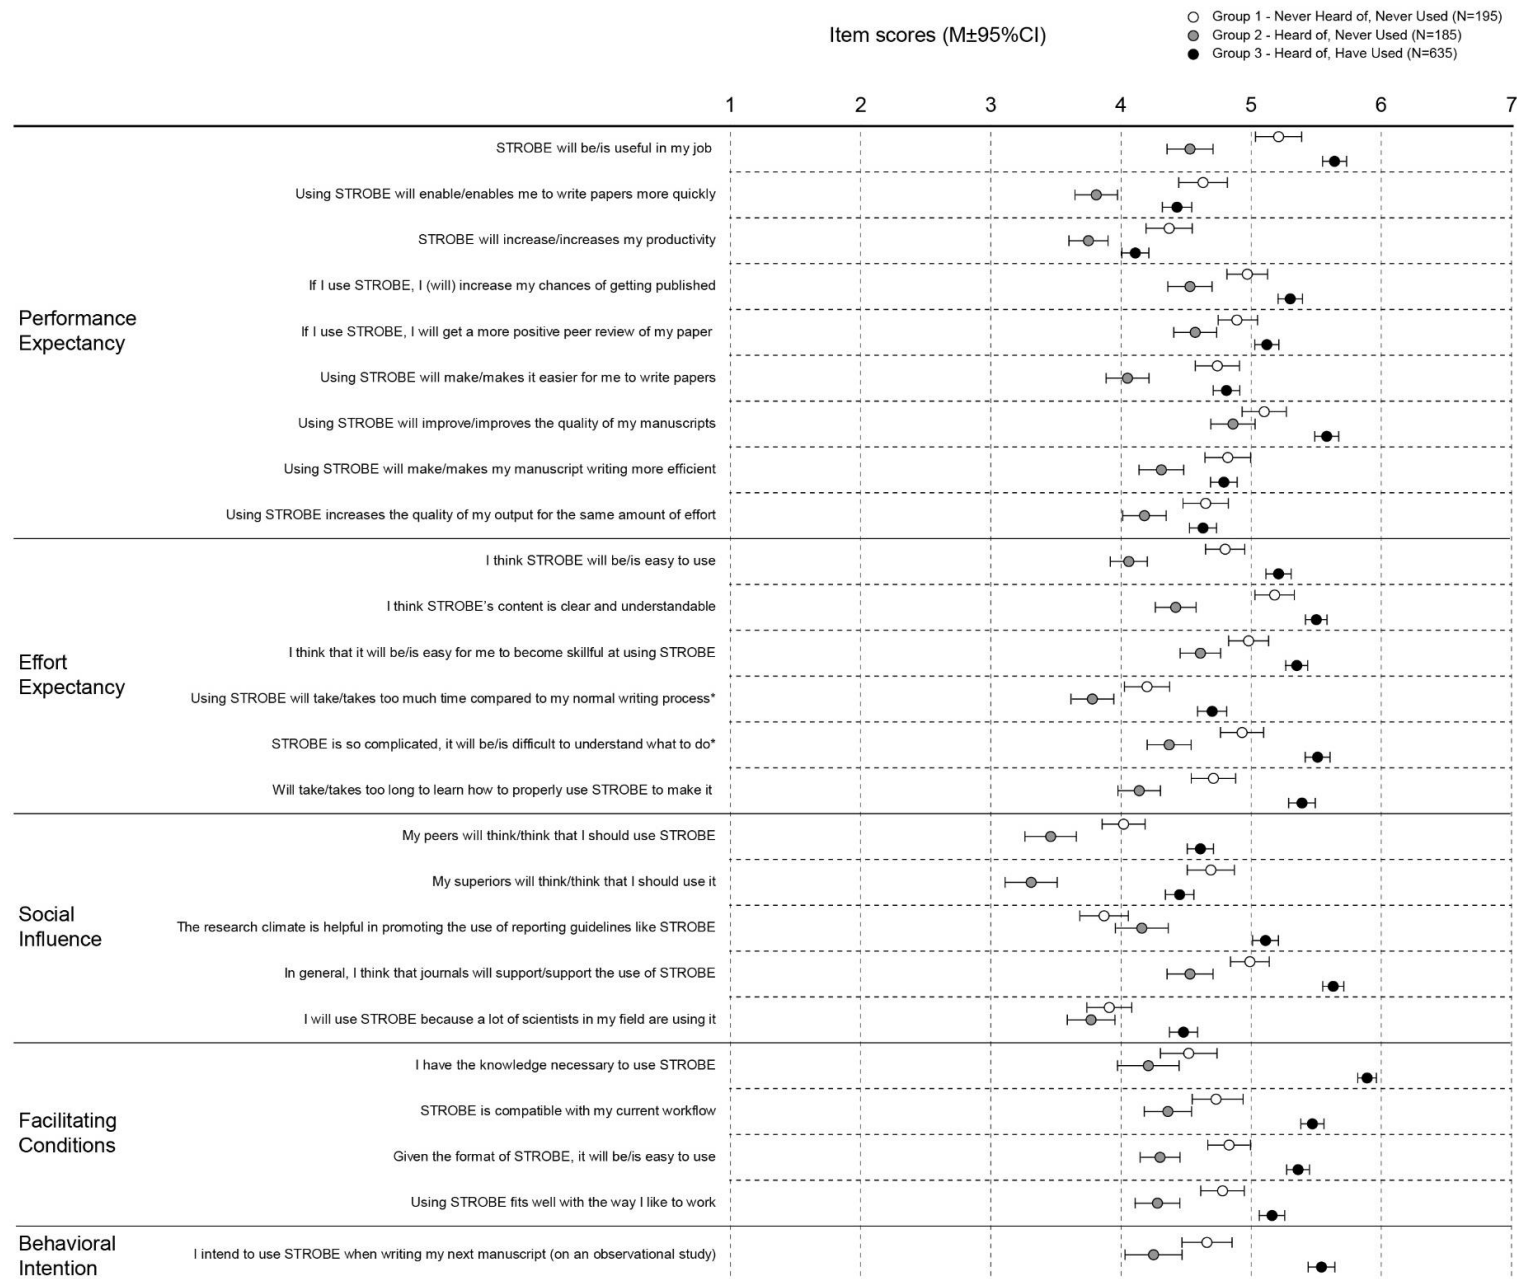 Item scores (M±95%CI)
Group 1 - Never Heard of, Never Used (N=195)
Group 2 - Heard of, Never Used (N=185)
Group 3 - Heard of, Have Used (N=635)
1 2 3 4 5 6 7
Performance
Expectancy
STROBE will be/is useful in my job
Using STROBE will enable/enables me to write papers more quickly
STROBE will increase/increases my productivity
If I use STROBE, I (will) increase my chances of getting published
If I use STROBE, I will get a more positive peer review of my paper
Using STROBE will make/makes it easier for me to write papers
Using STROBE will improve/improves the quality of my manuscripts
Using STROBE will make/makes my manuscript writing more efficient
Using STROBE increases the quality of my output for the same amount of effort
Effort
Expectancy
I think STROBE will be/is easy to use
I think STROBE's content is clear and understandable
I think that it will be/is easy for me to become skillful at using STROBE
Using STROBE will take/takes too much time compared to my normal writing process*
STROBE is so complicated, it will be/is difficult to understand what to do*
Will take/takes too long to learn how to properly use STROBE to make it
Social
Influence
My peers will think/think that I should use STROBE
My superiors will think/think that I should use it
The research climate is helpful in promoting the use of reporting guidelines like STROBE
In general, I think that journals will support/support the use of STROBE
I will use STROBE because a lot of scientists in my field are using it
Facilitating
Conditions
I have the knowledge necessary to use STROBE
STROBE is compatible with my current workflow
Given the format of STROBE, it will be/is easy to use
Using STROBE fits well with the way I like to work
Behavioral
Intention
I intend to use STROBE when writing my next manuscript (on an observational study)